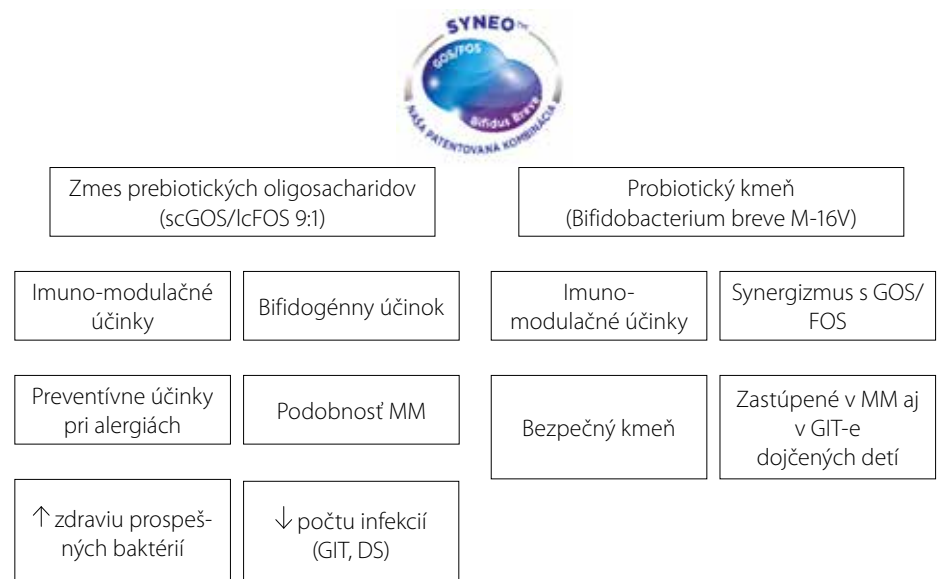 SYNEO™
GOS/FOS
Bifidus Breve
NAŠA PATENTOVANÁ KOMBINÁCIA
Zmes prebiotických oligosacharidov
(scGOS/lcFOS 9:1)
Probiotický kmeň
(Bifidobacterium breve M-16V)
Imuno-modulačné
účinky
Bifidogénny účinok
Imuno-
modulačné účinky
Synergizmus s GOS/
FOS
Preventívne účinky
pri alergiách
Podobnosť MM
Bezpečný kmeň
Zastúpené v MM aj
v GIT-e
dojčených detí
↑ zdraviu prospeš-
ných baktérií
↓ počtu infekcií
(GIT, DS)